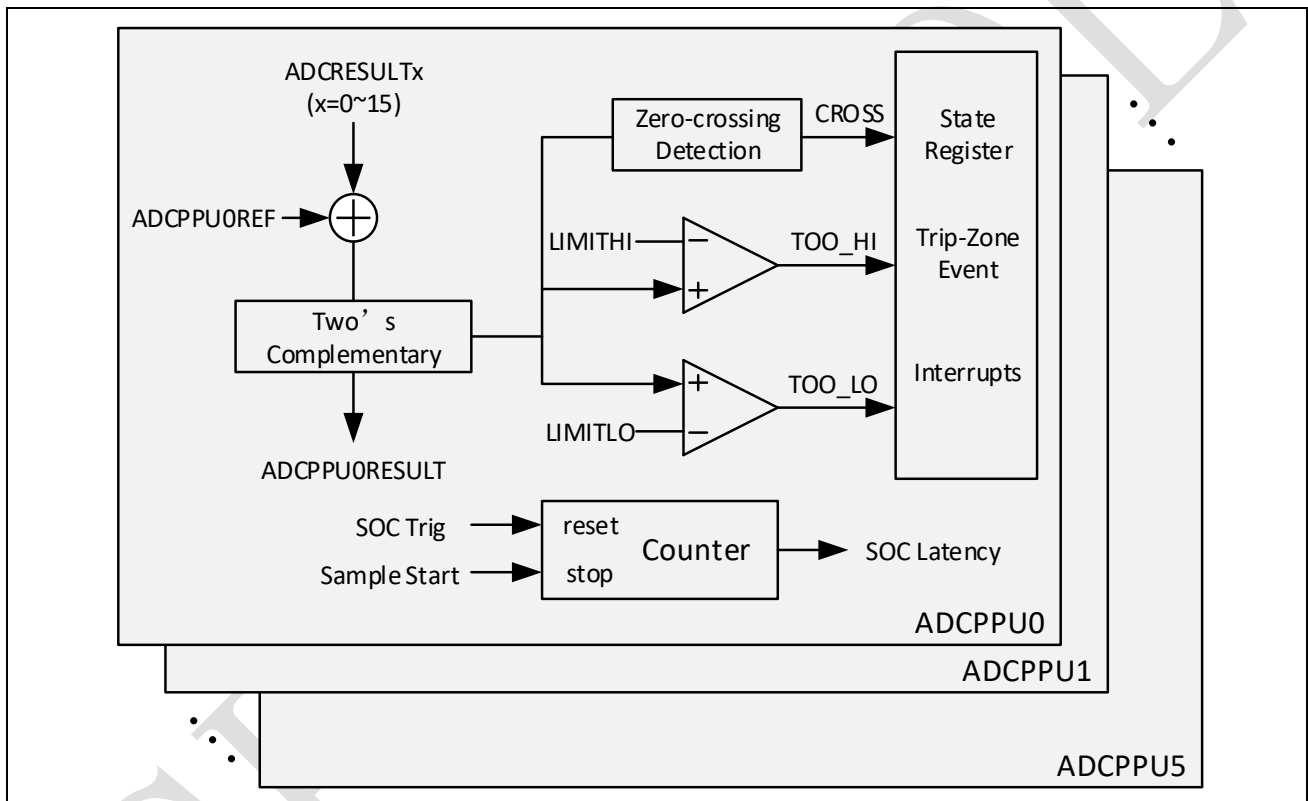 ADCRESULTx
(x=0~15)
ADCPPU0REF
Two’s
Complementary
ADCPPU0RESULT
Zero-crossing
Detection
CROSS
LIMITHI
−
+
TOO_HI
+
−
LIMITLO
TOO_LO
State
Register
Trip-Zone
Event
Interrupts
SOC Trig
Sample Start
reset
stop
Counter
SOC Latency
ADCPPU0
ADCPPU1
ADCPPU5